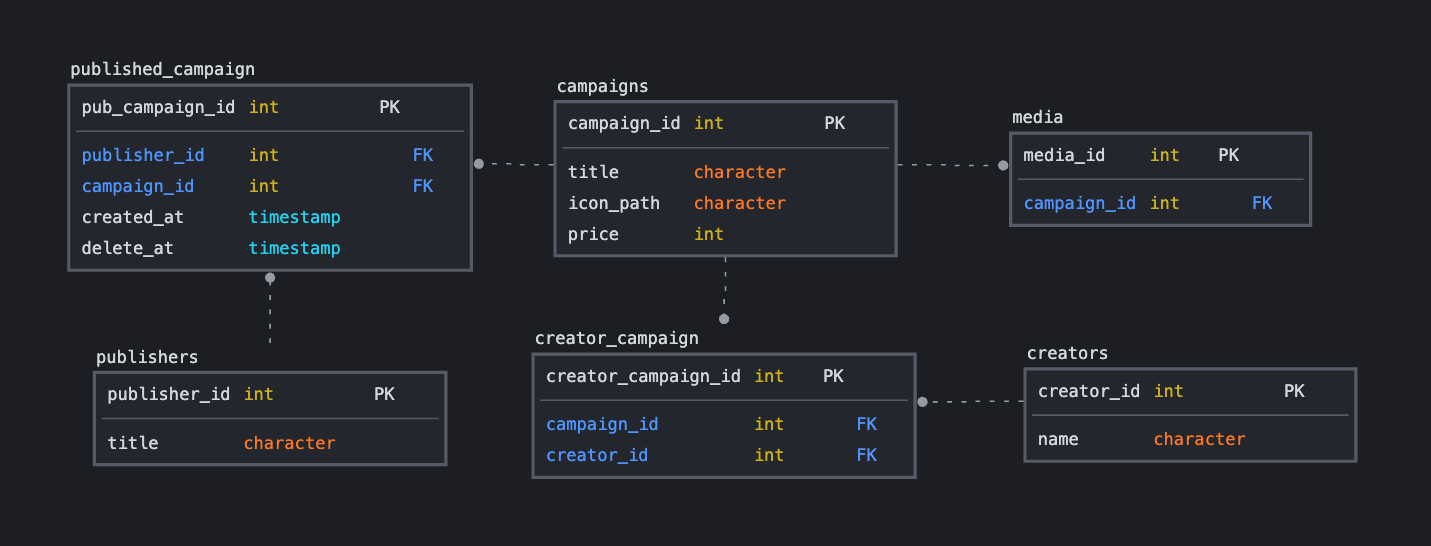 published_campaign
pub_campaign_id int PK
publisher_id int FK
campaign_id int FK
created_at timestamp
delete_at timestamp
campaigns
campaign_id int PK
title character
icon_path character
price int
media
media_id int PK
campaign_id int FK
publishers
publisher_id int PK
title character
creator_campaign
creator_campaign_id int PK
campaign_id int FK
creator_id int FK
creators
creator_id int PK
name character